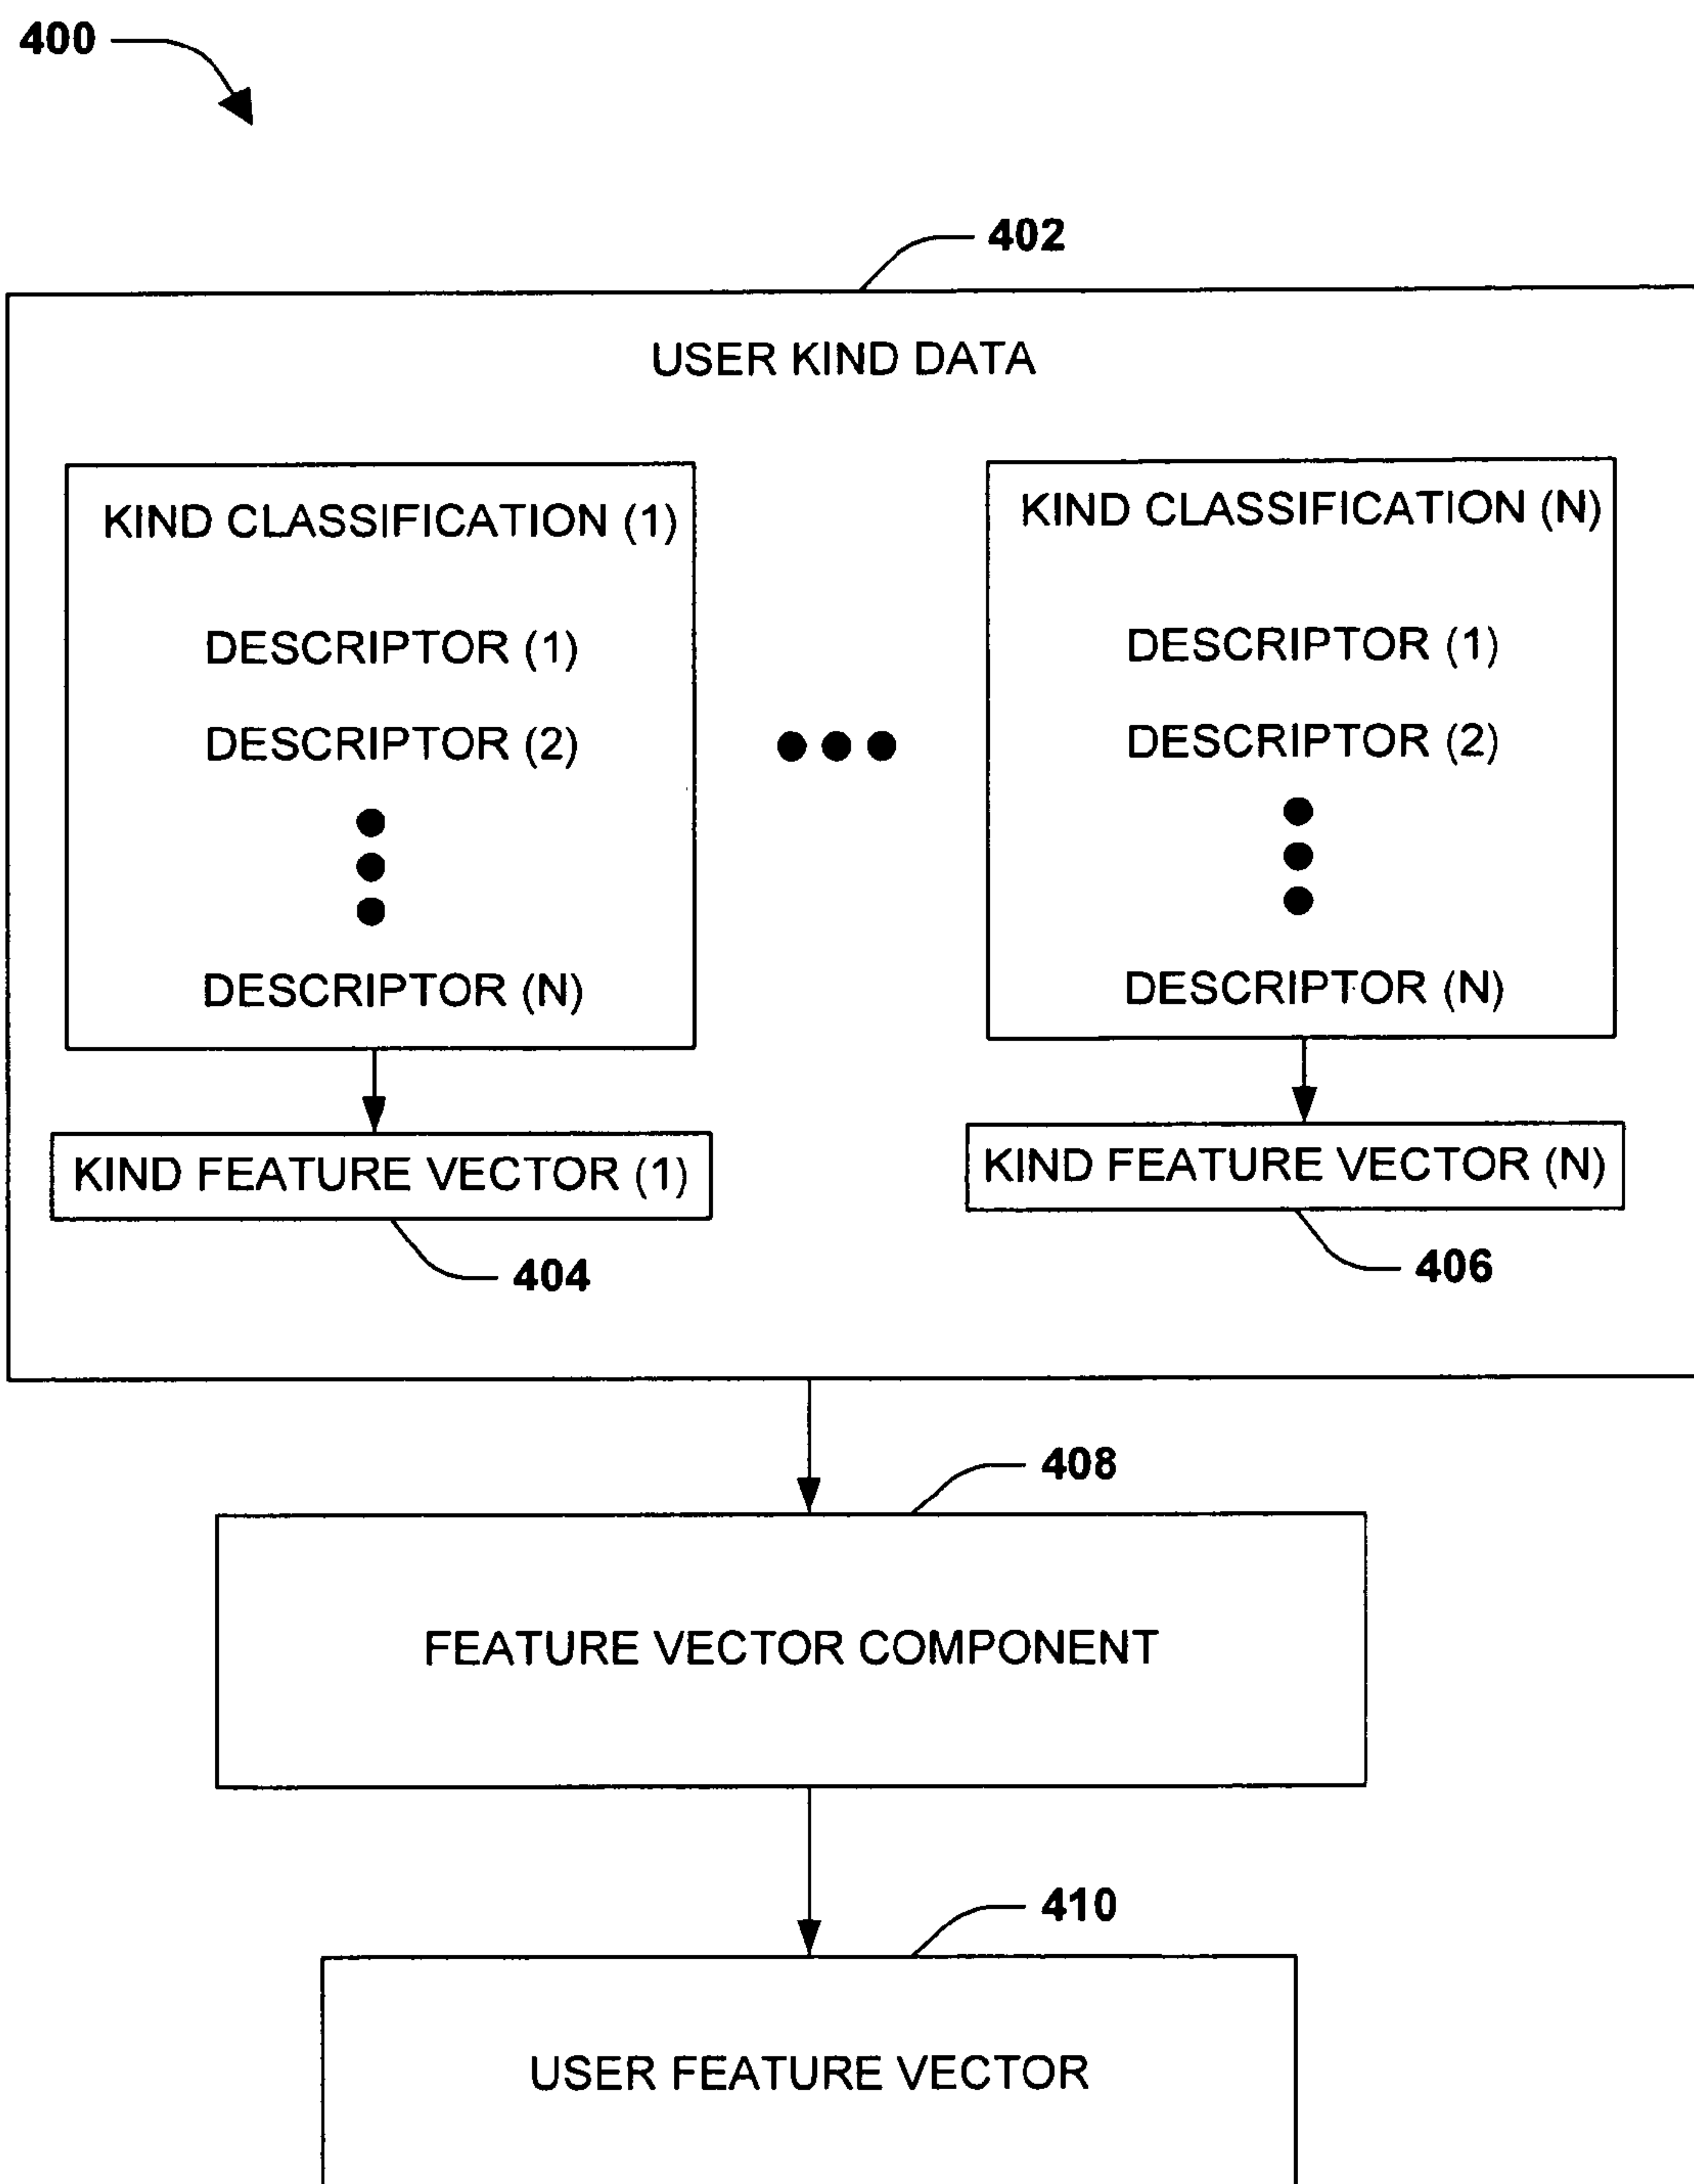 400
402
USER KIND DATA
KIND CLASSIFICATION (1)
DESCRIPTOR (1)
DESCRIPTOR (2)
DESCRIPTOR (N)
KIND CLASSIFICATION (N)
DESCRIPTOR (1)
DESCRIPTOR (2)
DESCRIPTOR (N)
KIND FEATURE VECTOR (1)
404
KIND FEATURE VECTOR (N)
406
408
FEATURE VECTOR COMPONENT
410
USER FEATURE VECTOR